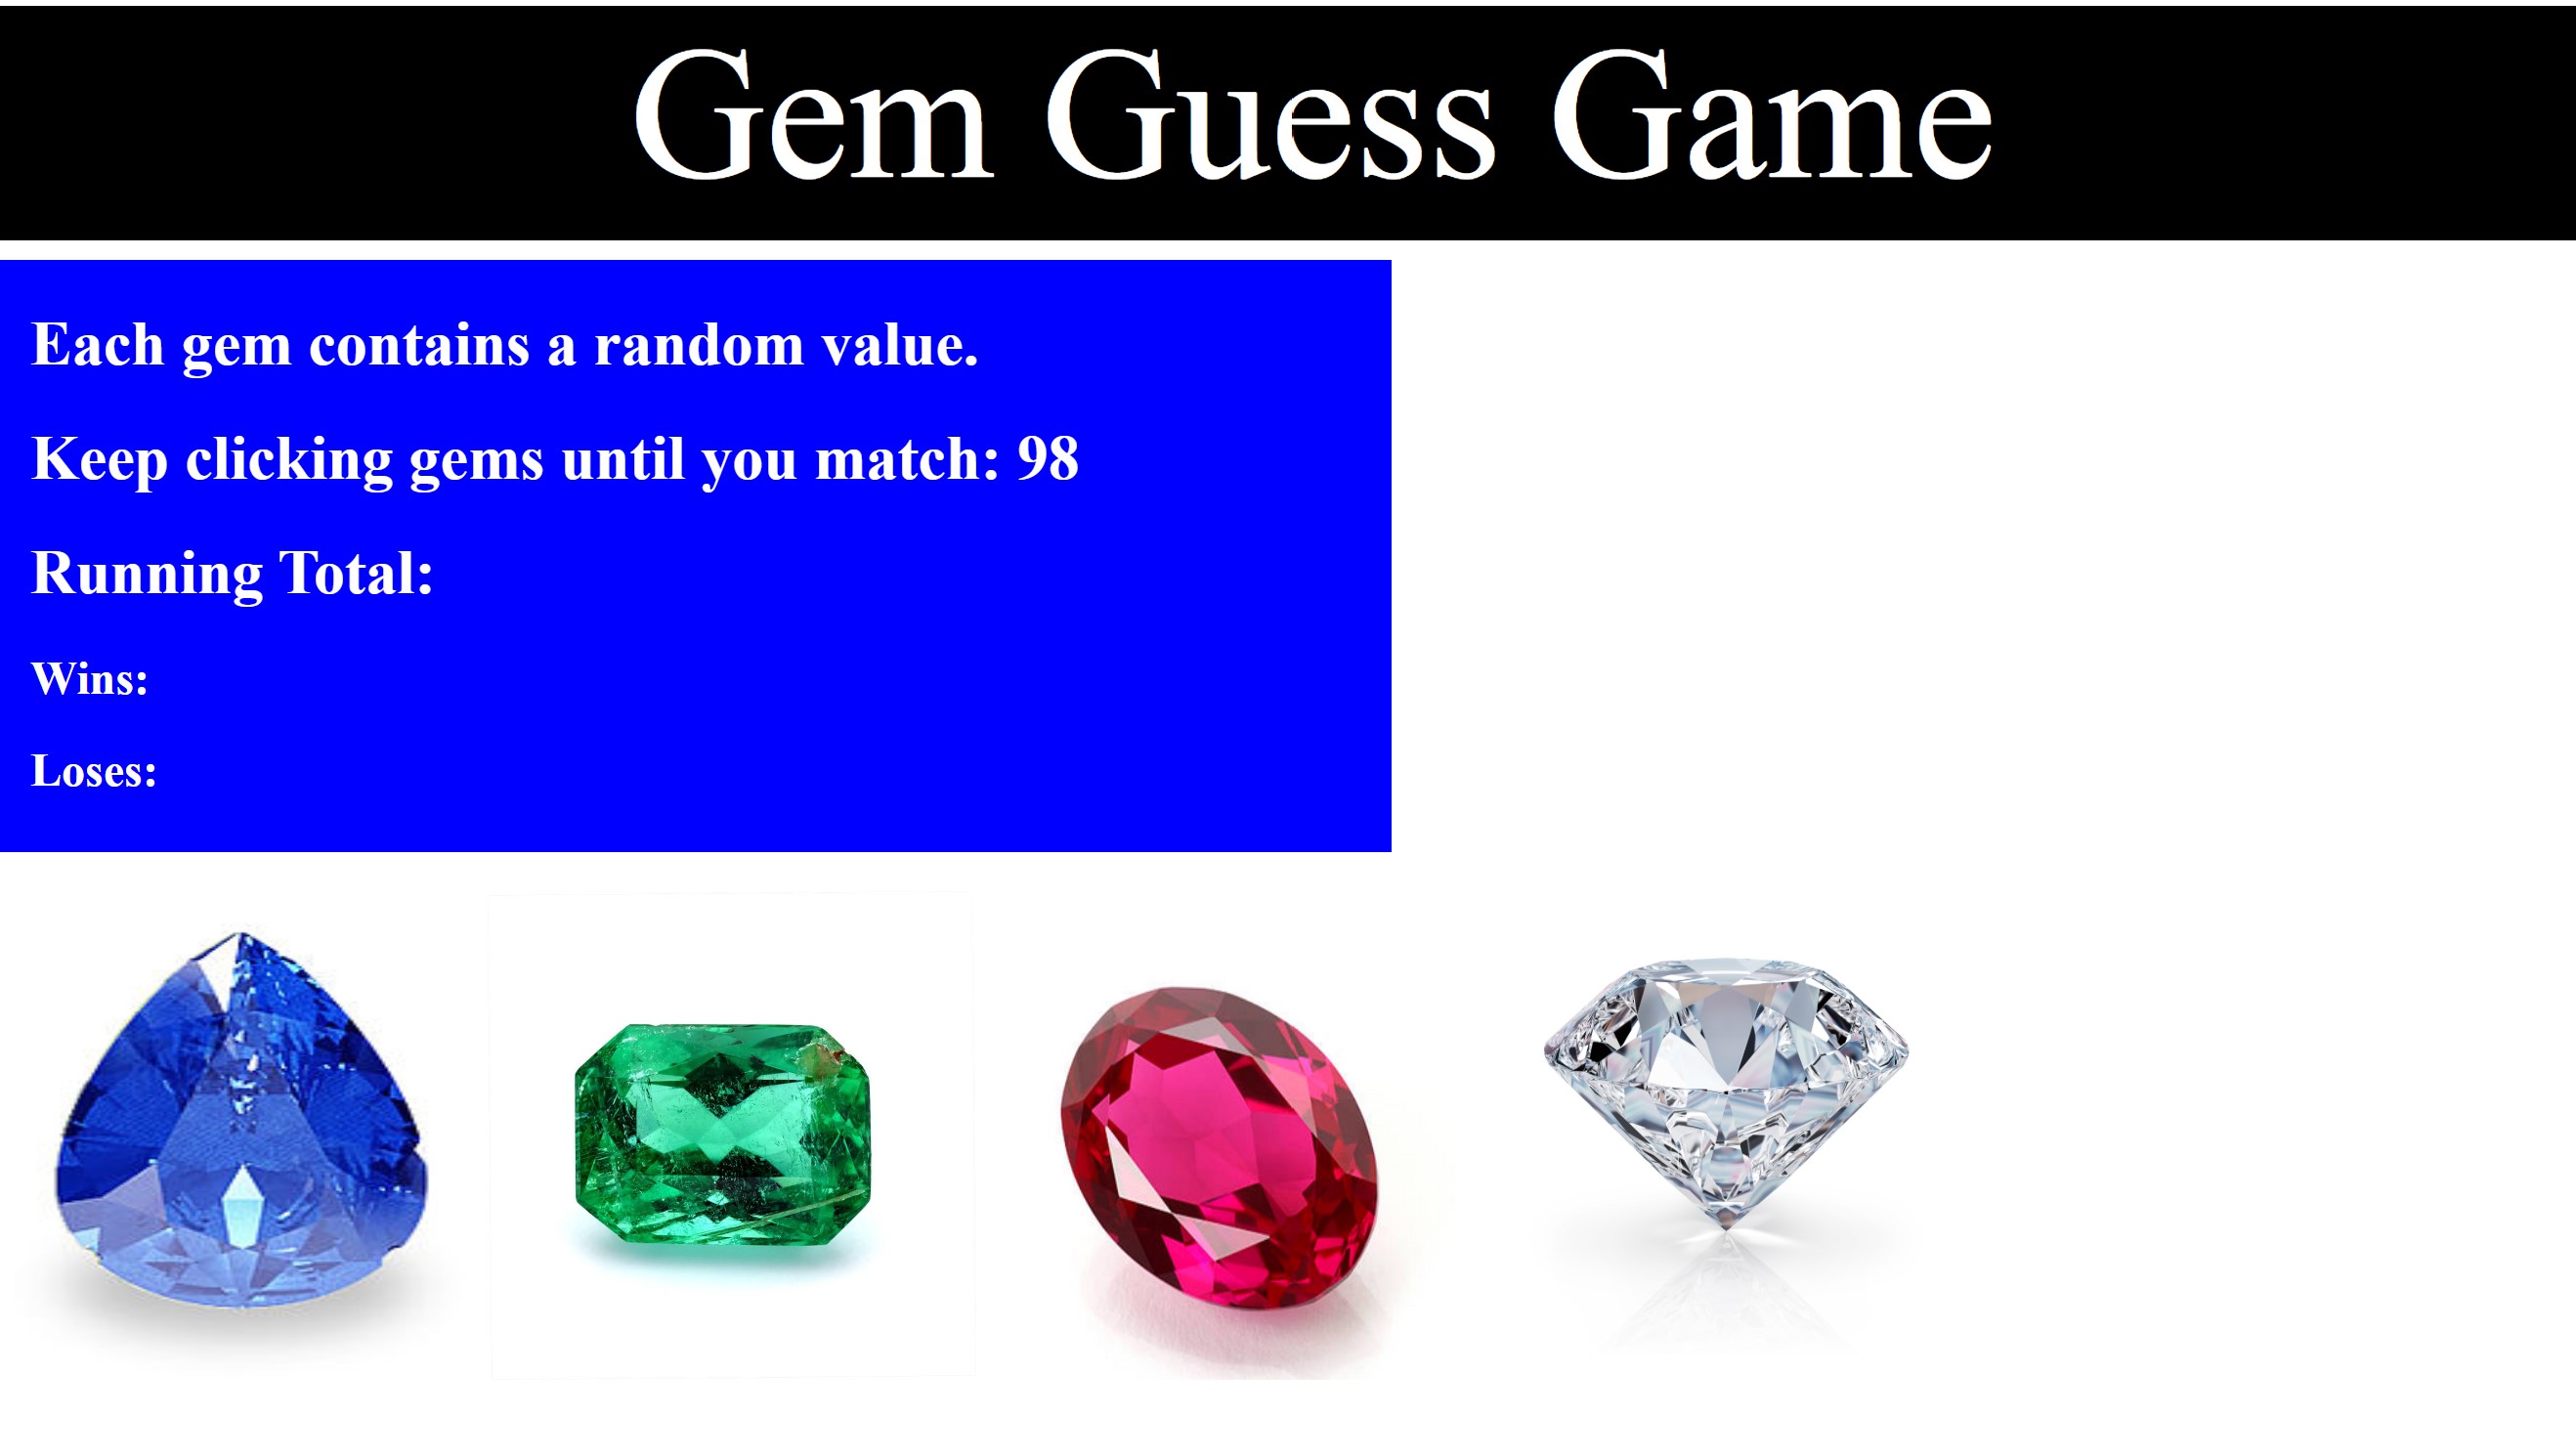 Gem Guess Game
Each gem contains a random value.
Keep clicking gems until you match: 98
Running Total:
Wins:
Loses: